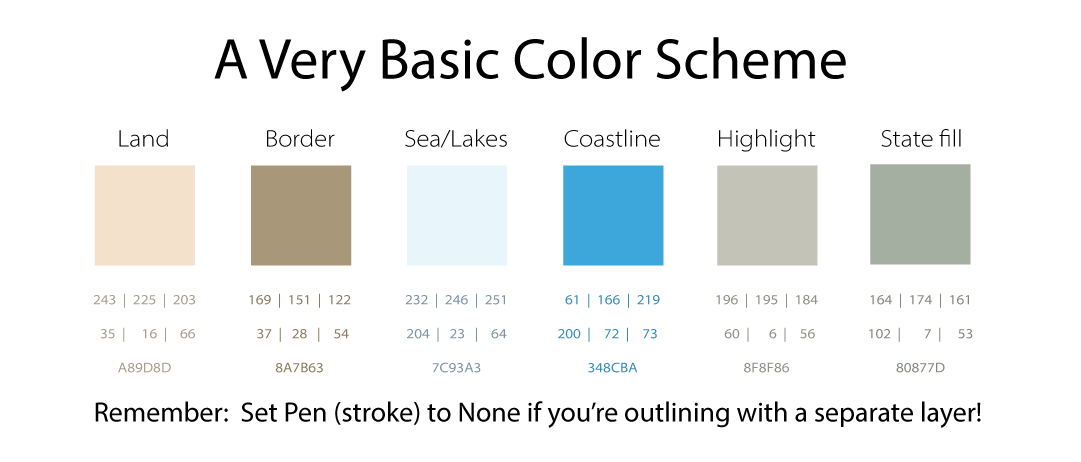 A Very Basic Color Scheme
Land Border Sea/Lakes Coastline Highlight State fill
243 | 225 | 203 169 | 151 | 122 232 | 246 | 251 61 | 166 | 219 196 | 195 | 184 164 | 174 | 161
35 | 16 | 66 37 | 28 | 54 204 | 23 | 64 200 | 72 | 73 60 | 6 | 56 102 | 7 | 53
A89D8D 8A7B63 7C93A3 348CBA 8F8F86 80877D
Remember: Set Pen (stroke) to None if you’re outlining with a separate layer!